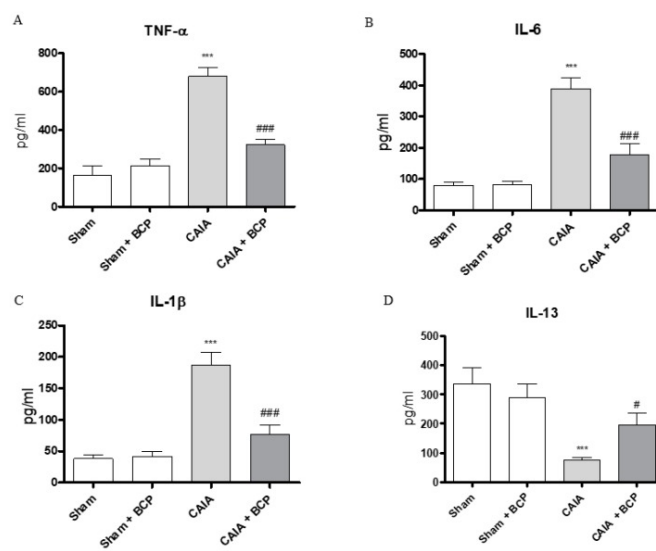 A
TNF-α
pg/ml
800
600
400
200
0
***
###
Sham
Sham + BCP
CAIA
CAIA + BCP
B
IL-6
pg/ml
500
400
300
200
100
0
***
###
Sham
Sham + BCP
CAIA
CAIA + BCP
C
IL-1β
pg/ml
250
200
150
100
50
0
***
###
Sham
Sham + BCP
CAIA
CAIA + BCP
D
IL-13
pg/ml
500
400
300
200
100
0
***
#
Sham
Sham + BCP
CAIA
CAIA + BCP